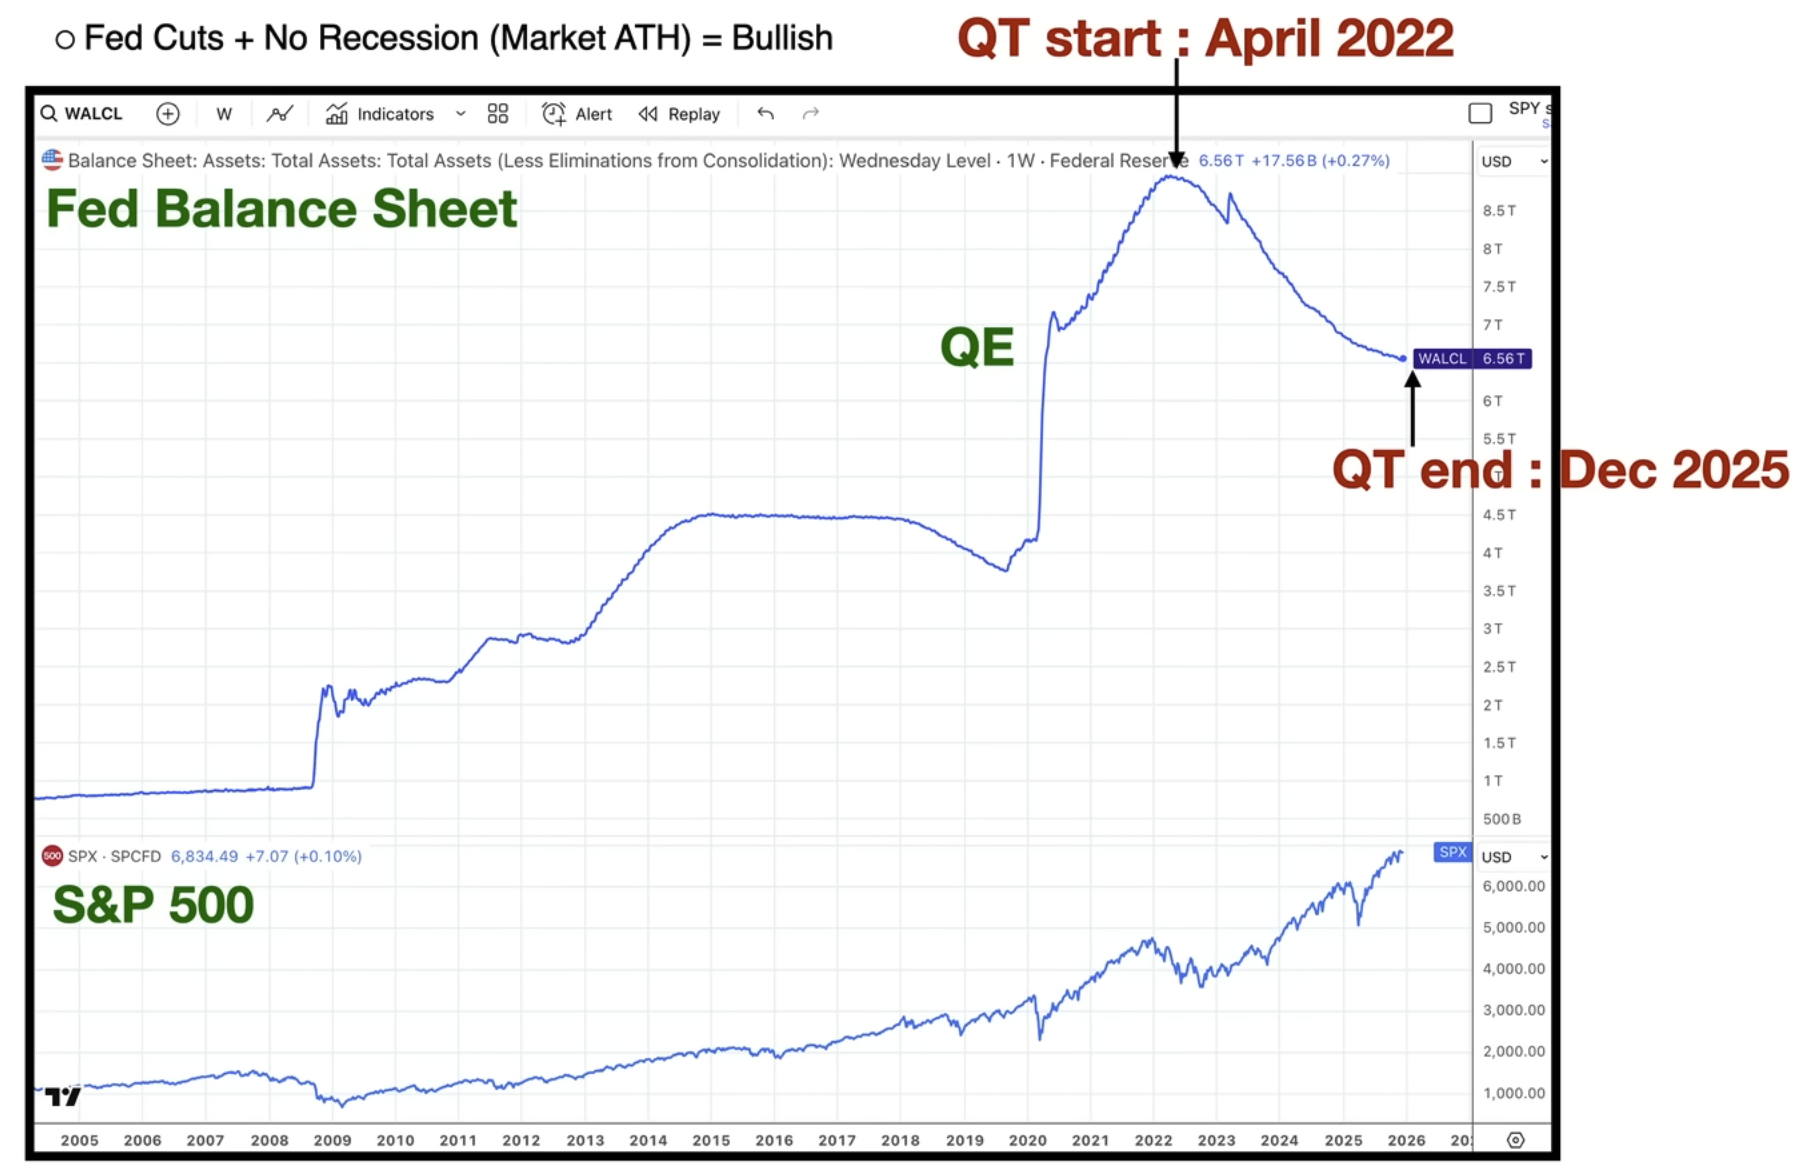 ○ Fed Cuts + No Recession (Market ATH) = Bullish
QT start : April 2022
WALCL
W
Indicators
Alert
Replay
SPY
Balance Sheet: Assets: Total Assets: Total Assets (Less Eliminations from Consolidation): Wednesday Level · 1W · Federal Reserve 6.56T +17.56B (+0.27%)
USD
Fed Balance Sheet
8.5T
8T
7.5T
7T
QE
WALCL 6.56T
6T
5.5T
QT end : Dec 2025
4.5T
4T
3.5T
3T
2.5T
2T
1.5T
1T
500B
500 SPX · SPCFD 6,834.49 +7.07 (+0.10%)
SPX
USD
S&P 500
6,000.00
5,000.00
4,000.00
3,000.00
2,000.00
1,000.00
2005 2006 2007 2008 2009 2010 2011 2012 2013 2014 2015 2016 2017 2018 2019 2020 2021 2022 2023 2024 2025 2026